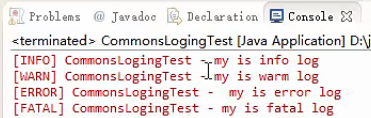 Problems @ Javadoc Declaration Console
<terminated> CommonsLogingTest [Java Application] D:\j
[INFO] CommonsLogingTest - my is info log
[WARN] CommonsLogingTest - my is warm log
[ERROR] CommonsLogingTest -  my is error log
[FATAL] CommonsLogingTest - my is fatal log